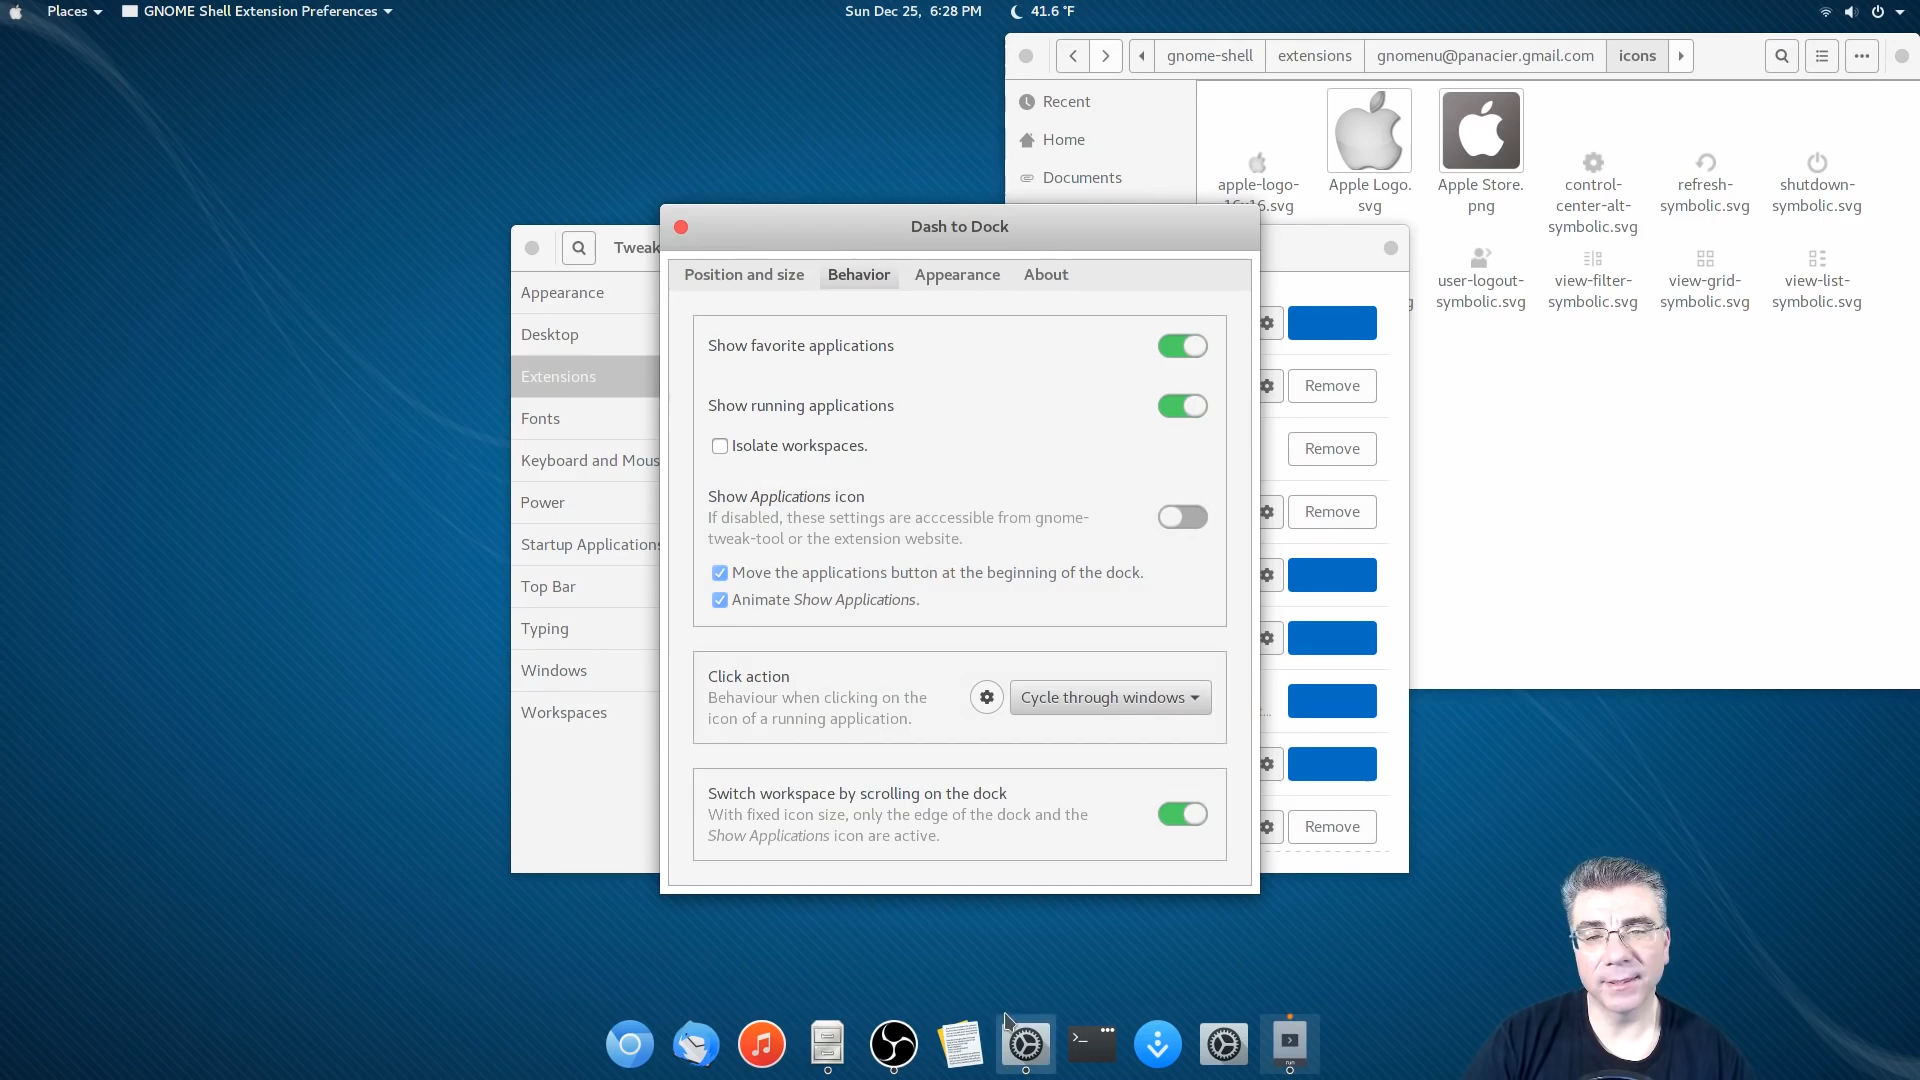 Places
GNOME Shell Extension Preferences
Sun Dec 25, 6:28 PM
41.6 °F
gnome-shell
extensions
gnomenu@panacier.gmail.com
icons
Recent
Home
Documents
apple-logo-
16x16.svg
Apple Logo.
svg
Apple Store.
png
control-
center-alt-
symbolic.svg
refresh-
symbolic.svg
shutdown-
symbolic.svg
user-logout-
symbolic.svg
view-filter-
symbolic.svg
view-grid-
symbolic.svg
view-list-
symbolic.svg
Tweak
Appearance
Desktop
Extensions
Fonts
Keyboard and Mous
Power
Startup Applications
Top Bar
Typing
Windows
Workspaces
Dash to Dock
Position and size
Behavior
Appearance
About
Show favorite applications
Show running applications
Isolate workspaces.
Show Applications icon
If disabled, these settings are acccessible from gnome-
tweak-tool or the extension website.
Move the applications button at the beginning of the dock.
Animate Show Applications.
Click action
Behaviour when clicking on the
icon of a running application.
Cycle through windows
Switch workspace by scrolling on the dock
With fixed icon size, only the edge of the dock and the
Show Applications icon are active.
Remove
Remove
Remove
Remove